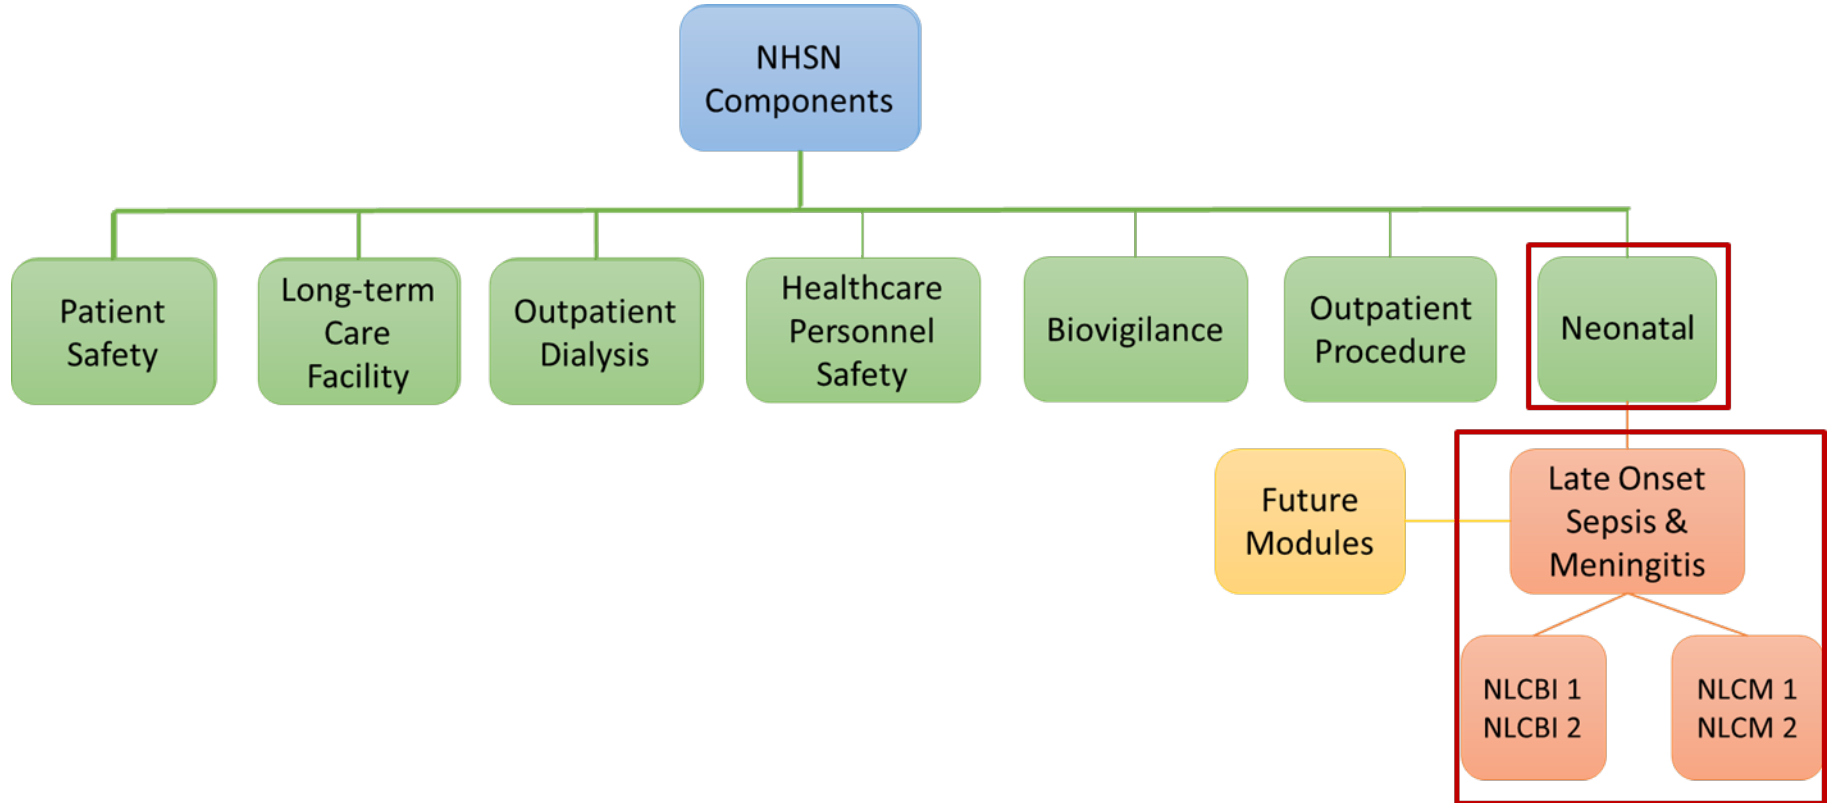 NHSN
Components
Patient
Safety
Long-term
Care
Facility
Outpatient
Dialysis
Healthcare
Personnel
Safety
Biovigilance
Outpatient
Procedure
Neonatal
Future
Modules
Late Onset
Sepsis &
Meningitis
NLCBI 1
NLCBI 2
NLCM 1
NLCM 2